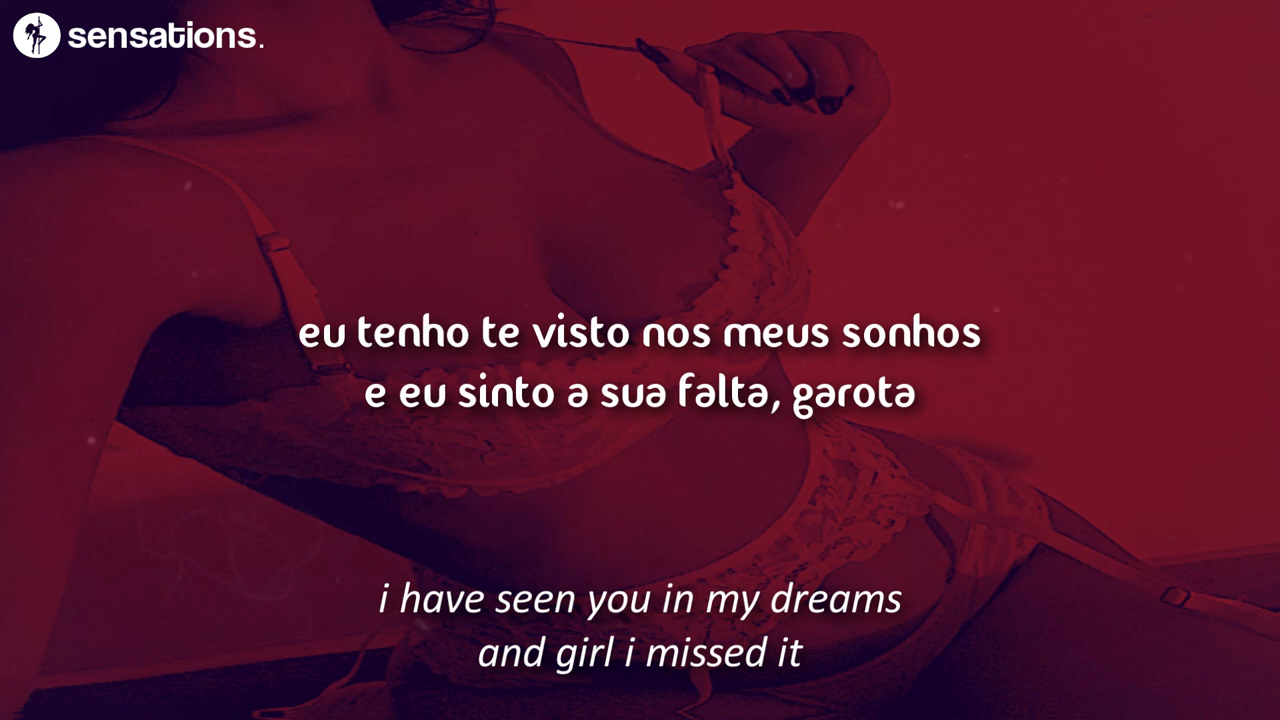 sensations.
eu tenho te visto nos meus sonhos
e eu sinto a sua falta, garota
i have seen you in my dreams
and girl i missed it